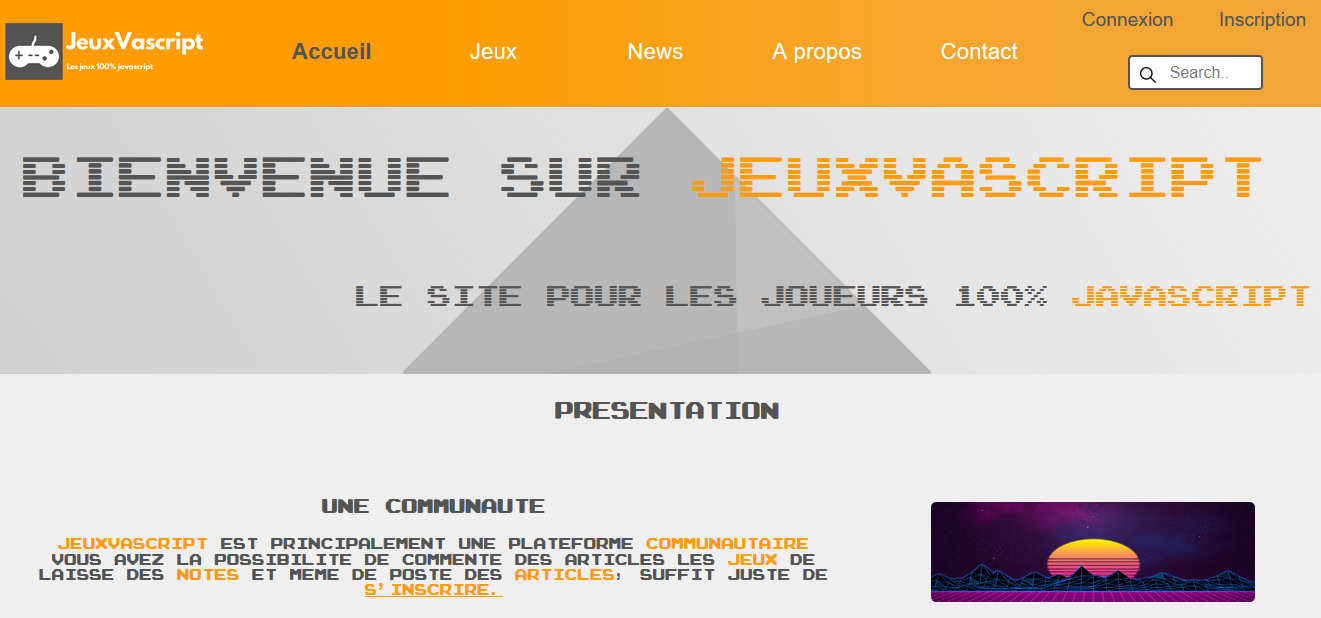 Connexion Inscription
JeuxVascript
Les jeux 100% javascript
Accueil Jeux News A propos Contact
Search..
BIENVENUE SUR JEUXVASCRIPT
LE SITE POUR LES JOUEURS 100% JAVASCRIPT
PRESENTATION
UNE COMMUNAUTE
JEUXVASCRIPT EST PRINCIPALEMENT UNE PLATEFORME COMMUNAUTAIRE
VOUS AVEZ LA POSSIBILITE DE COMMENTE DES ARTICLES LES JEUX DE
LAISSE DES NOTES ET MEME DE POSTE DES ARTICLES, SUFFIT JUSTE DE
S'INSCRIRE.